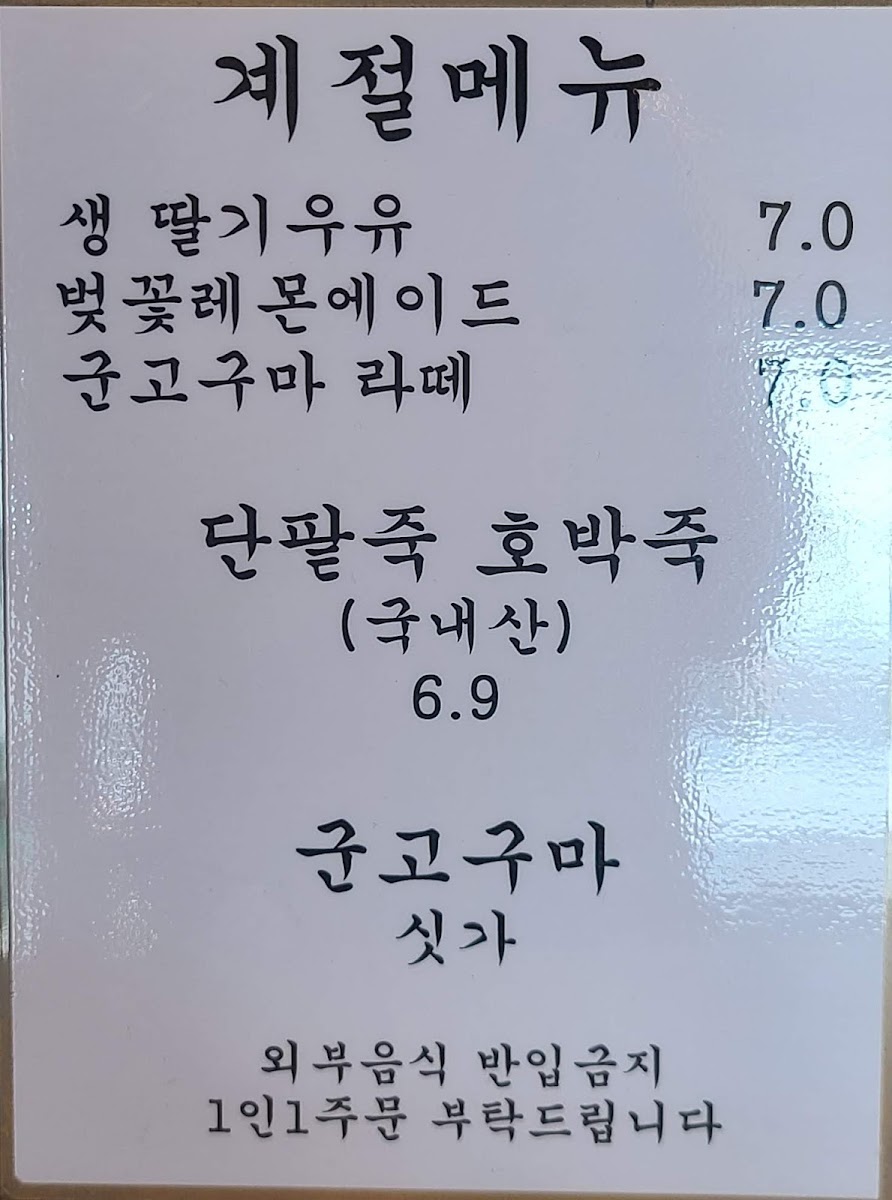 계절메뉴
생 딸기우유 7.0
벚꽃레몬에이드 7.0
군고구마 라떼 7.0
단팥죽 호박죽
(국내산)
6.9
군고구마
싯가
외부음식 반입금지
1인1주문 부탁드립니다